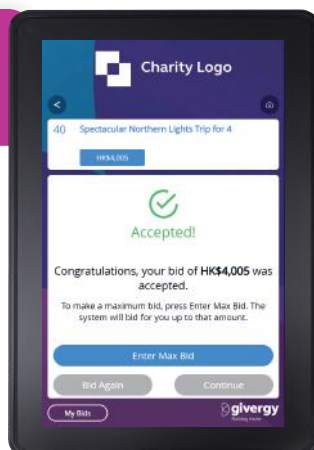 Charity Logo
40 Spectacular Northern Lights Trip for 4
HK$4,005
Accepted!
Congratulations, your bid of HK$4,005 was
accepted.
To make a maximum bid, press Enter Max Bid. The
system will bid for you up to that amount.
Enter Max Bid
Bid Again
Continue
My Bids
givergy